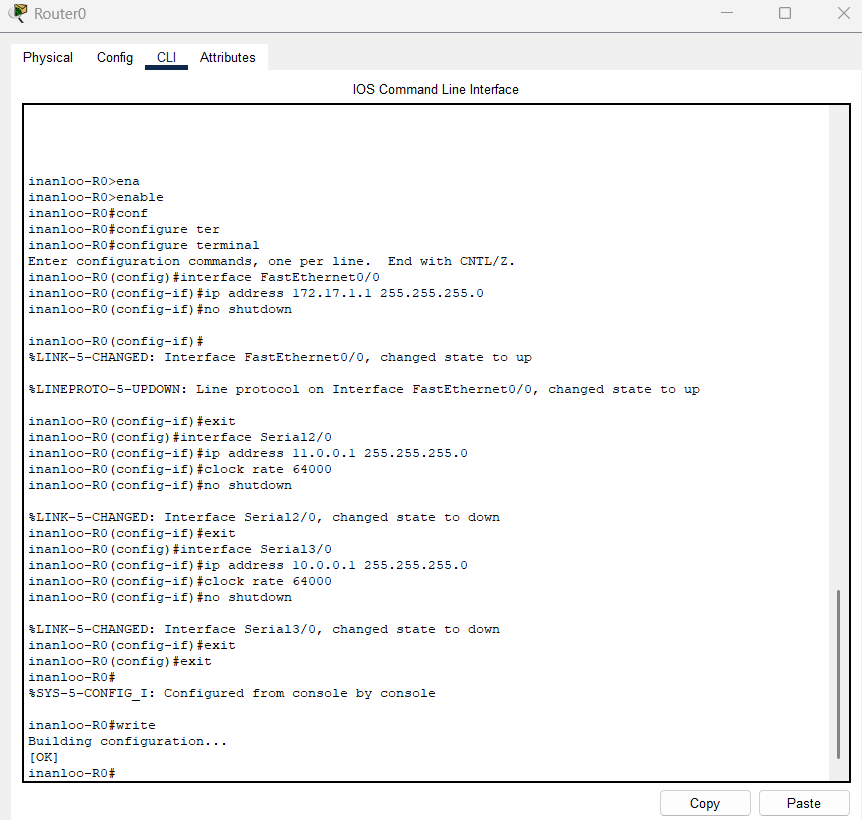 Router0
Physical Config CLI Attributes
IOS Command Line Interface
inanloo-R0>ena
inanloo-R0>enable
inanloo-R0#conf
inanloo-R0#configure ter
inanloo-R0#configure terminal
Enter configuration commands, one per line.  End with CNTL/Z.
inanloo-R0(config)#interface FastEthernet0/0
inanloo-R0(config-if)#ip address 172.17.1.1 255.255.255.0
inanloo-R0(config-if)#no shutdown
inanloo-R0(config-if)#
%LINK-5-CHANGED: Interface FastEthernet0/0, changed state to up
%LINEPROTO-5-UPDOWN: Line protocol on Interface FastEthernet0/0, changed state to up
inanloo-R0(config-if)#exit
inanloo-R0(config)#interface Serial2/0
inanloo-R0(config-if)#ip address 11.0.0.1 255.255.255.0
inanloo-R0(config-if)#clock rate 64000
inanloo-R0(config-if)#no shutdown
%LINK-5-CHANGED: Interface Serial2/0, changed state to down
inanloo-R0(config-if)#exit
inanloo-R0(config)#interface Serial3/0
inanloo-R0(config-if)#ip address 10.0.0.1 255.255.255.0
inanloo-R0(config-if)#clock rate 64000
inanloo-R0(config-if)#no shutdown
%LINK-5-CHANGED: Interface Serial3/0, changed state to down
inanloo-R0(config-if)#exit
inanloo-R0(config)#exit
inanloo-R0#
%SYS-5-CONFIG_I: Configured from console by console
inanloo-R0#write
Building configuration...
[OK]
inanloo-R0#
Copy Paste